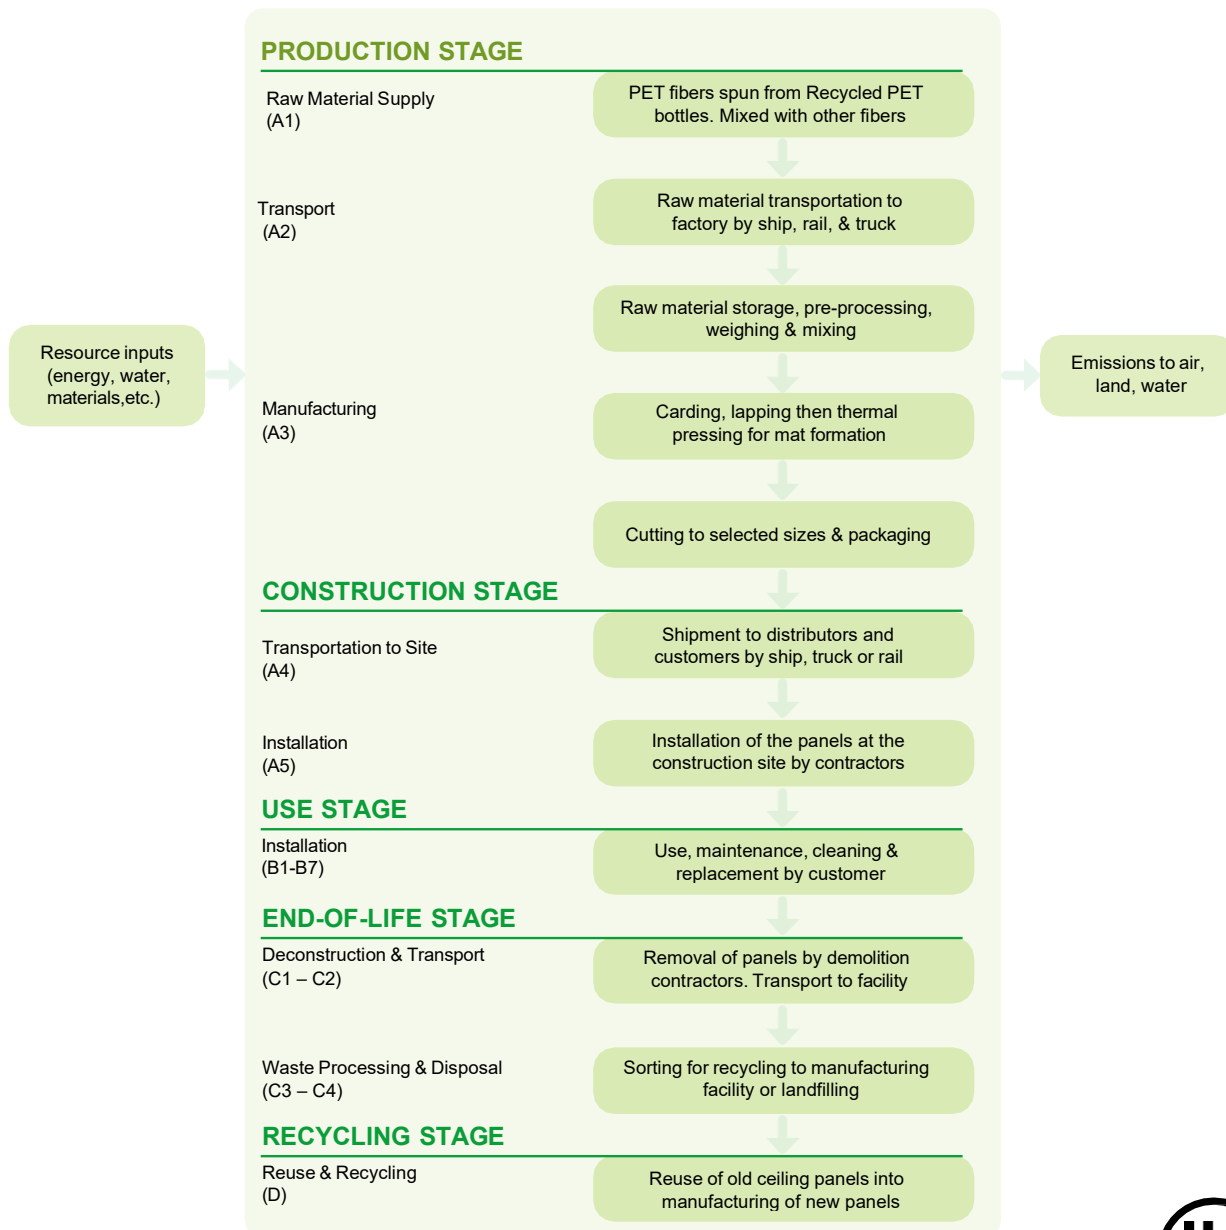 PRODUCTION STAGE
Raw Material Supply
(A1)
PET fibers spun from Recycled PET
bottles. Mixed with other fibers
Transport
(A2)
Raw material transportation to
factory by ship, rail, & truck
Raw material storage, pre-processing,
weighing & mixing
Resource inputs
(energy, water,
materials,etc.)
Emissions to air,
land, water
Manufacturing
(A3)
Carding, lapping then thermal
pressing for mat formation
Cutting to selected sizes & packaging
CONSTRUCTION STAGE
Transportation to Site
(A4)
Shipment to distributors and
customers by ship, truck or rail
Installation
(A5)
Installation of the panels at the
construction site by contractors
USE STAGE
Installation
(B1-B7)
Use, maintenance, cleaning &
replacement by customer
END-OF-LIFE STAGE
Deconstruction & Transport
(C1 – C2)
Removal of panels by demolition
contractors. Transport to facility
Waste Processing & Disposal
(C3 – C4)
Sorting for recycling to manufacturing
facility or landfilling
RECYCLING STAGE
Reuse & Recycling
(D)
Reuse of old ceiling panels into
manufacturing of new panels